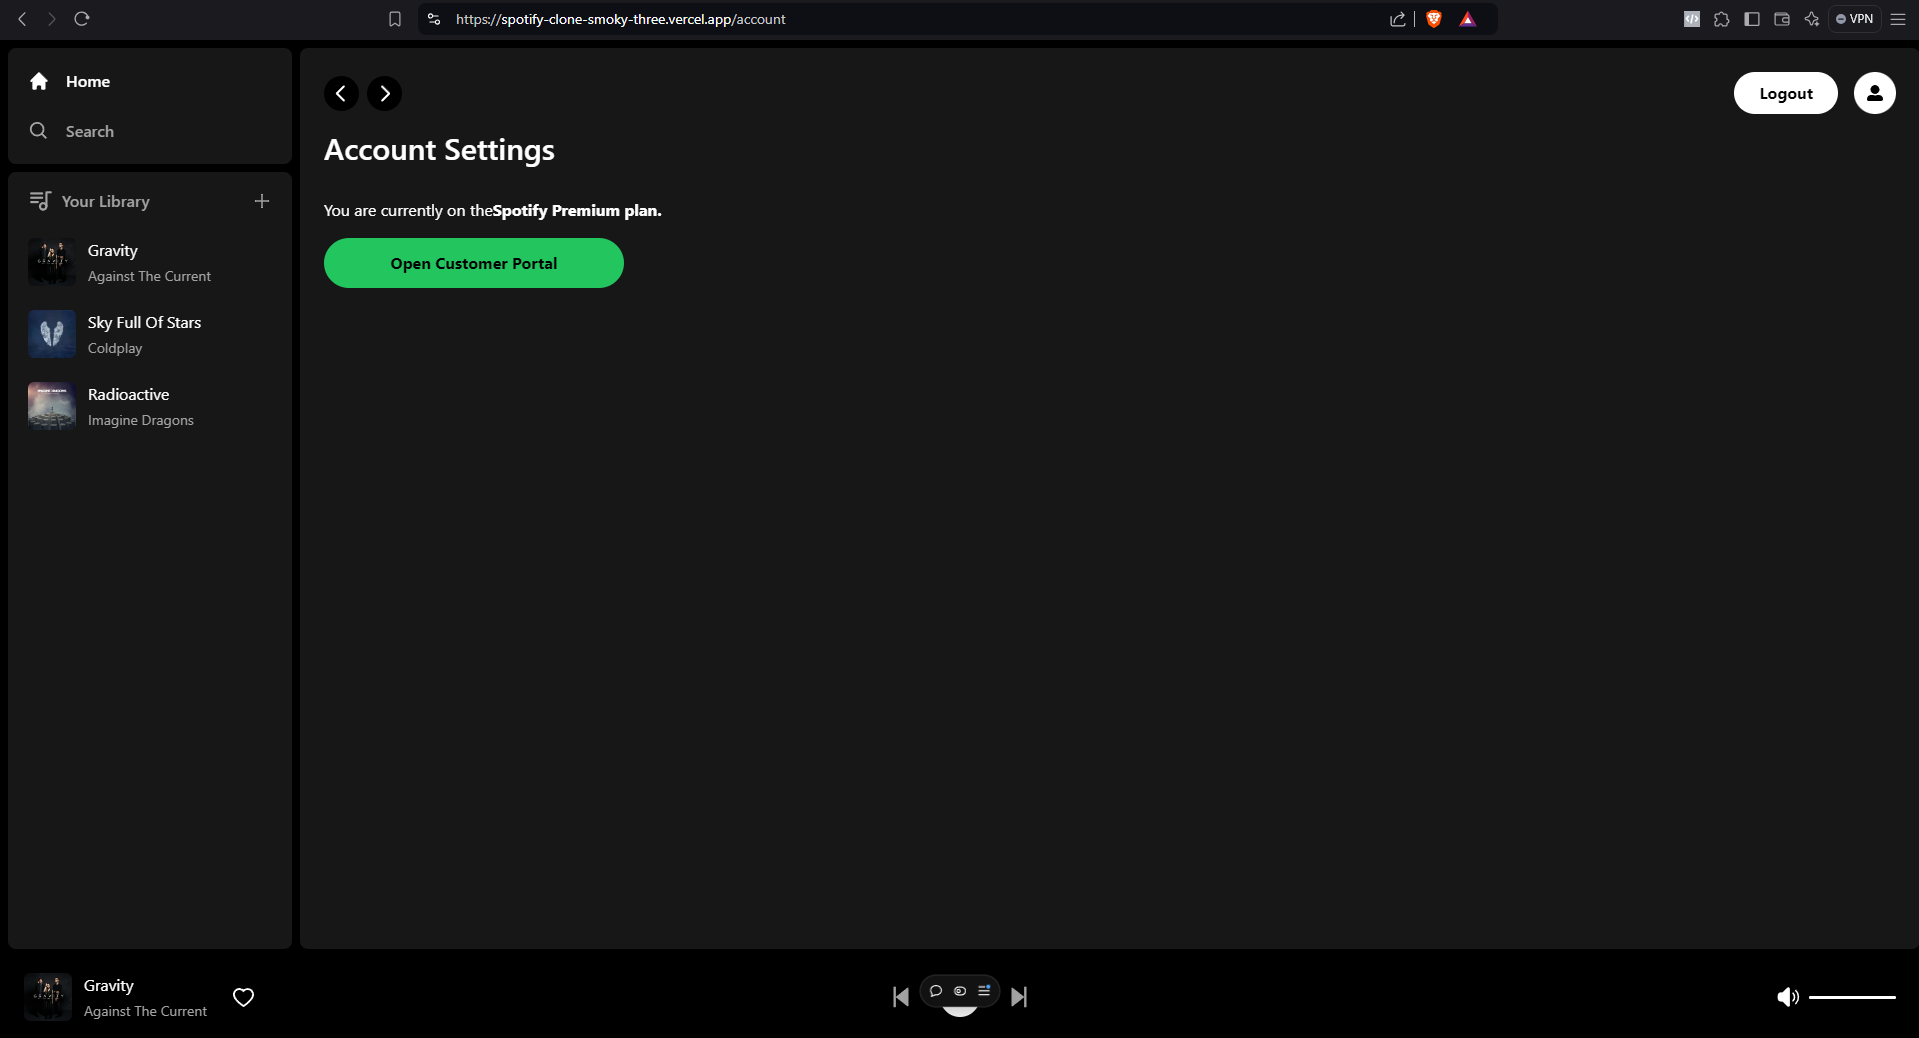 https://spotify-clone-smoky-three.vercel.app/account
VPN
Home
Search
Your Library
Gravity
Against The Current
Sky Full Of Stars
Coldplay
Radioactive
Imagine Dragons
Logout
Account Settings
You are currently on theSpotify Premium plan.
Open Customer Portal
Gravity
Against The Current